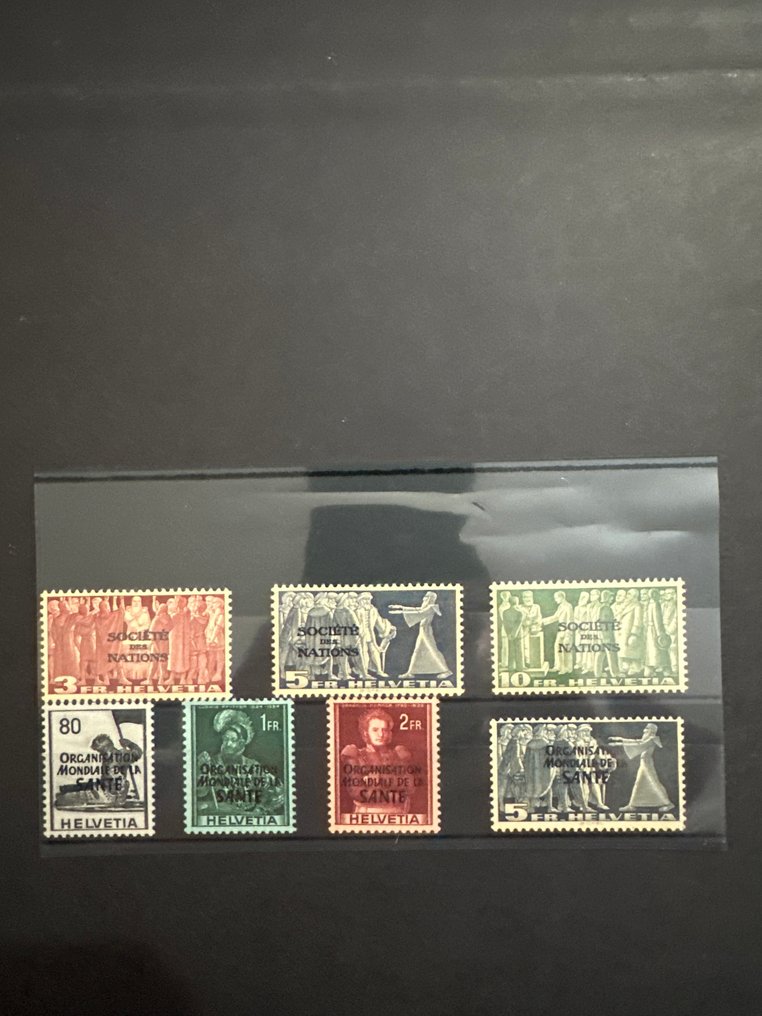 SOCIÉTÉ
DES
NATIONS
3 FR. HELVETIA
SOCIÉTÉ
DES
NATIONS
5 FR. HELVETIA
SOCIÉTÉ
DES
NATIONS
10 FR. HELVETIA
80
ORGANISATION
MONDIALE DE LA
SANTÉ
HELVETIA
1 FR.
ORGANISATION
MONDIALE DE LA
SANTÉ
HELVETIA
2 FR.
ORGANISATION
MONDIALE DE LA
SANTÉ
HELVETIA
ORGANISATION
MONDIALE DE LA
SANTÉ
5 FR. HELVETIA